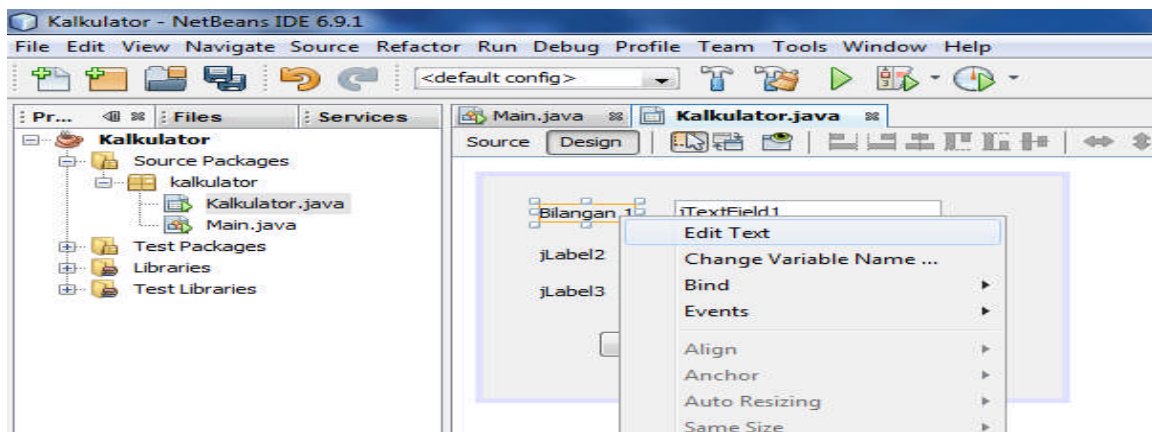 Kalkulator - NetBeans IDE 6.9.1
File Edit View Navigate Source Refactor Run Debug Profile Team Tools Window Help
<default config>
Pr... Files Services
Main.java Kalkulator.java
Kalkulator
Source Packages
kalkulator
Kalkulator.java
Main.java
Test Packages
Libraries
Test Libraries
Source Design
Bilangan 1 jTextField1
jLabel2
jLabel3
Edit Text
Change Variable Name ...
Bind
Events
Align
Anchor
Auto Resizing
Same Size